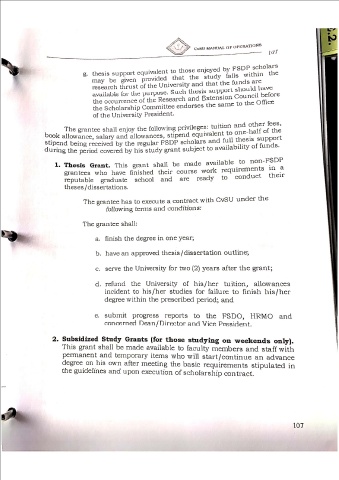 CvSU MANUAL OF OPERATIONS
107
g. thesis support equivalent to those enjoyed by FSDP scholars
may be given provided that the study falls within the
research thrust of the University and that the funds are
available for the purpose. Such thesis support should have
the occurrence of the Research and Extension Council before
the Scholarship Committee endorses the same to the Office
of the University President.
The grantee shall enjoy the following privileges: tuition and other fees,
book allowance, salary and allowances, stipend equivalent to one-half of the
stipend being received by the regular FSDP scholars and full thesis support
during the period covered by his study grant subject to availability of funds.
1. Thesis Grant. This grant shall be made available to non-FSDP
grantees who have finished their course work requirements in a
reputable graduate school and are ready to conduct their
theses/dissertations.
The grantee has to execute a contract with CvSU under the
following terms and conditions:
The grantee shall:
a. finish the degree in one year;
b. have an approved thesis/dissertation outline;
c. serve the University for two (2) years after the grant;
d. refund the University of his/her tuition, allowances
incident to his/her studies for failure to finish his/her
degree within the prescribed period; and
e. submit progress reports to the FSDO, HRMO and
concerned Dean/Director and Vice President.
2. Subsidized Study Grants (for those studying on weekends only).
This grant shall be made available to faculty members and staff with
permanent and temporary items who will start/continue an advance
degree on his own after meeting the basic requirements stipulated in
the guidelines and upon execution of scholarship contract.
107